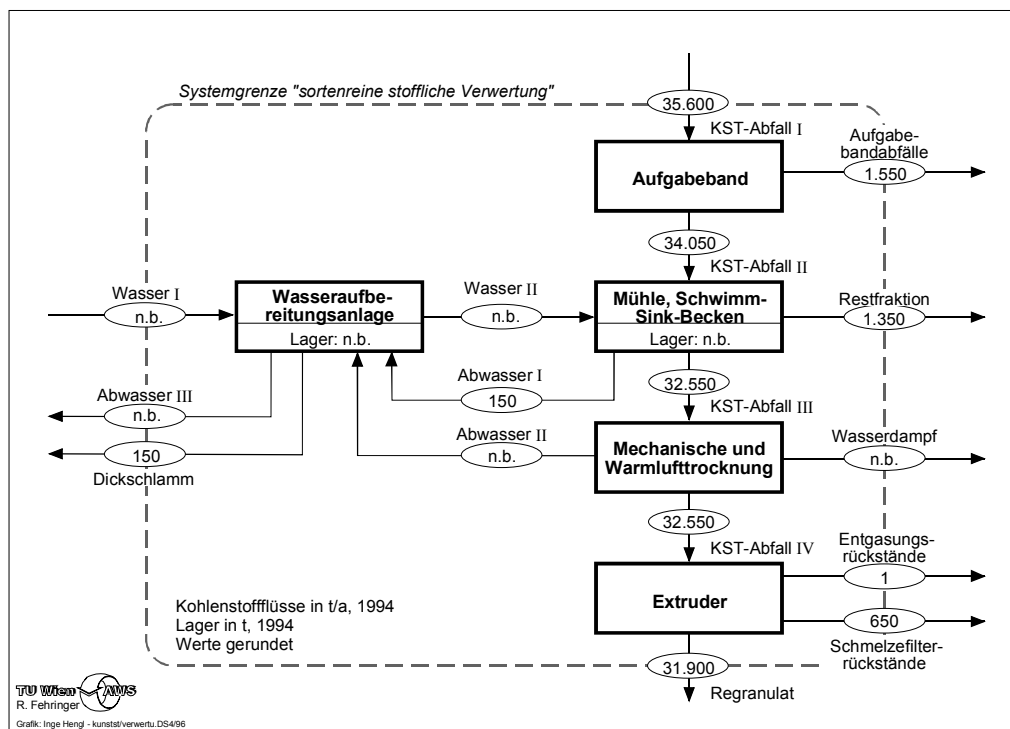 Systemgrenze "sortenreine stoffliche Verwertung"
35.600
KST-Abfall I
Aufgabe-
bandabfälle
Aufgabeband
1.550
34.050
KST-Abfall II
Wasser I
n.b.
Wasseraufbe-
reitungsanlage
Lager: n.b.
Wasser II
n.b.
Mühle, Schwimm-
Sink-Becken
Lager: n.b.
Restfraktion
1.350
Abwasser III
n.b.
Abwasser I
150
32.550
KST-Abfall III
150
Dickschlamm
Abwasser II
n.b.
Mechanische und
Warmlufttrocknung
Wasserdampf
n.b.
32.550
KST-Abfall IV
Entgasungs-
rückstände
1
Extruder
650
Schmelzefilter-
rückstände
Kohlenstoffflüsse in t/a, 1994
Lager in t, 1994
Werte gerundet
31.900
Regranulat
TU Wien AWS
R. Fehringer
Grafik: Inge Hengl - kunstst/verwertu.DS4/96